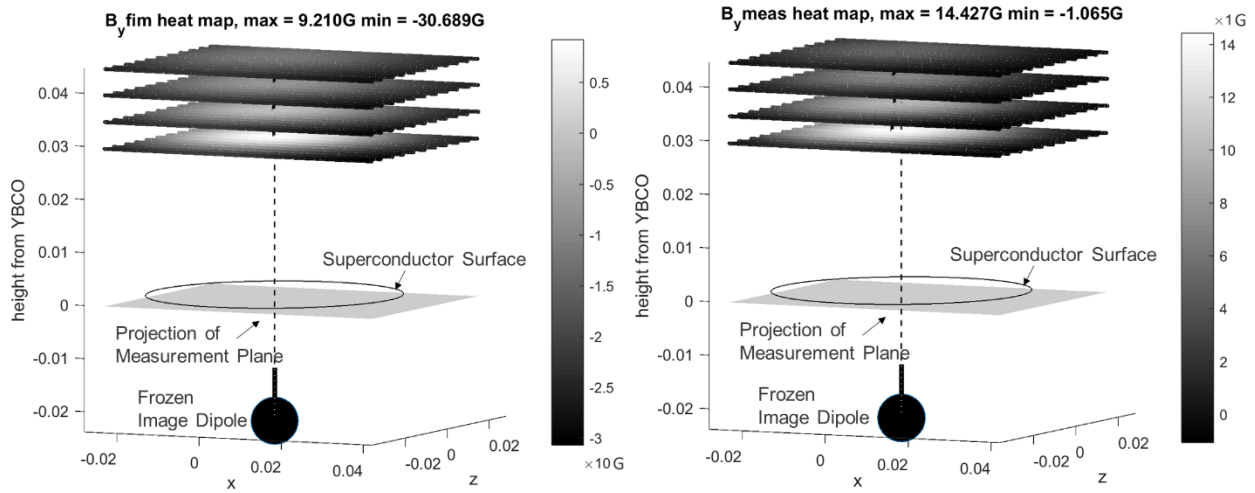 B_y fim heat map, max = 9.210G min = -30.689G
height from YBCO
0.04
0.03
0.02
0.01
0
-0.01
-0.02
Superconductor Surface
Projection of
Measurement Plane
Frozen
Image Dipole
-0.02
0
0.02
0.04
x
-0.02
0
0.02
z
0.5
0
-0.5
-1
-1.5
-2
-2.5
-3
×10 G
B_y meas heat map, max = 14.427G min = -1.065G
height from YBCO
0.04
0.03
0.02
0.01
0
-0.01
-0.02
Superconductor Surface
Projection of
Measurement Plane
Frozen
Image Dipole
-0.02
0
0.02
0.04
x
-0.02
0
0.02
z
×1 G
14
12
10
8
6
4
2
0